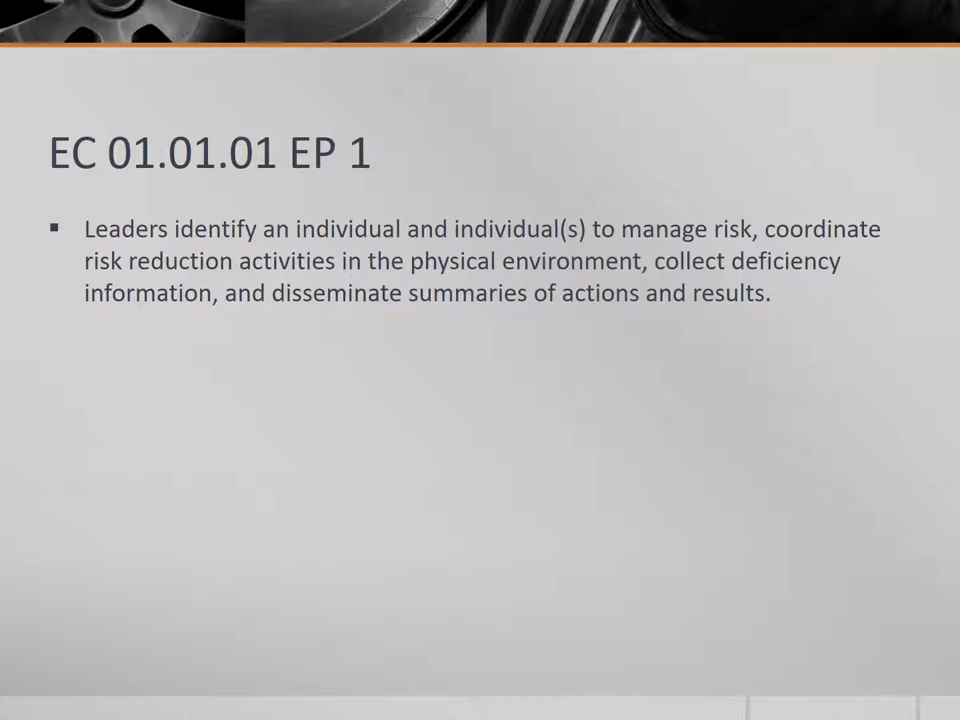 EC 01.01.01 EP 1
▪ Leaders identify an individual and individual(s) to manage risk, coordinate
risk reduction activities in the physical environment, collect deficiency
information, and disseminate summaries of actions and results.